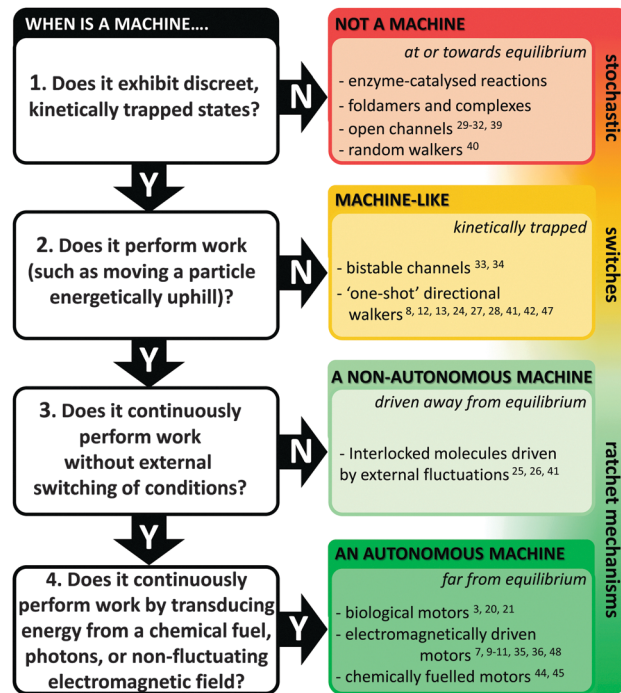 WHEN IS A MACHINE....
1. Does it exhibit discreet,
kinetically trapped states?
N
NOT A MACHINE
at or towards equilibrium
- enzyme-catalysed reactions
- foldamers and complexes
- open channels 29-32, 39
- random walkers 40
stochastic
Y
2. Does it perform work
(such as moving a particle
energetically uphill)?
N
MACHINE-LIKE
kinetically trapped
- bistable channels 33, 34
- ‘one-shot’ directional
walkers 8, 12, 13, 24, 27, 28, 41, 42, 47
switches
Y
3. Does it continuously
perform work
without external
switching of conditions?
N
A NON-AUTONOMOUS MACHINE
driven away from equilibrium
- Interlocked molecules driven
by external fluctuations 25, 26, 41
ratchet mechanisms
Y
4. Does it continuously
perform work by transducing
energy from a chemical fuel,
photons, or non-fluctuating
electromagnetic field?
Y
AN AUTONOMOUS MACHINE
far from equilibrium
- biological motors 3, 20, 21
- electromagnetically driven
motors 7, 9-11, 35, 36, 48
- chemically fuelled motors 44, 45